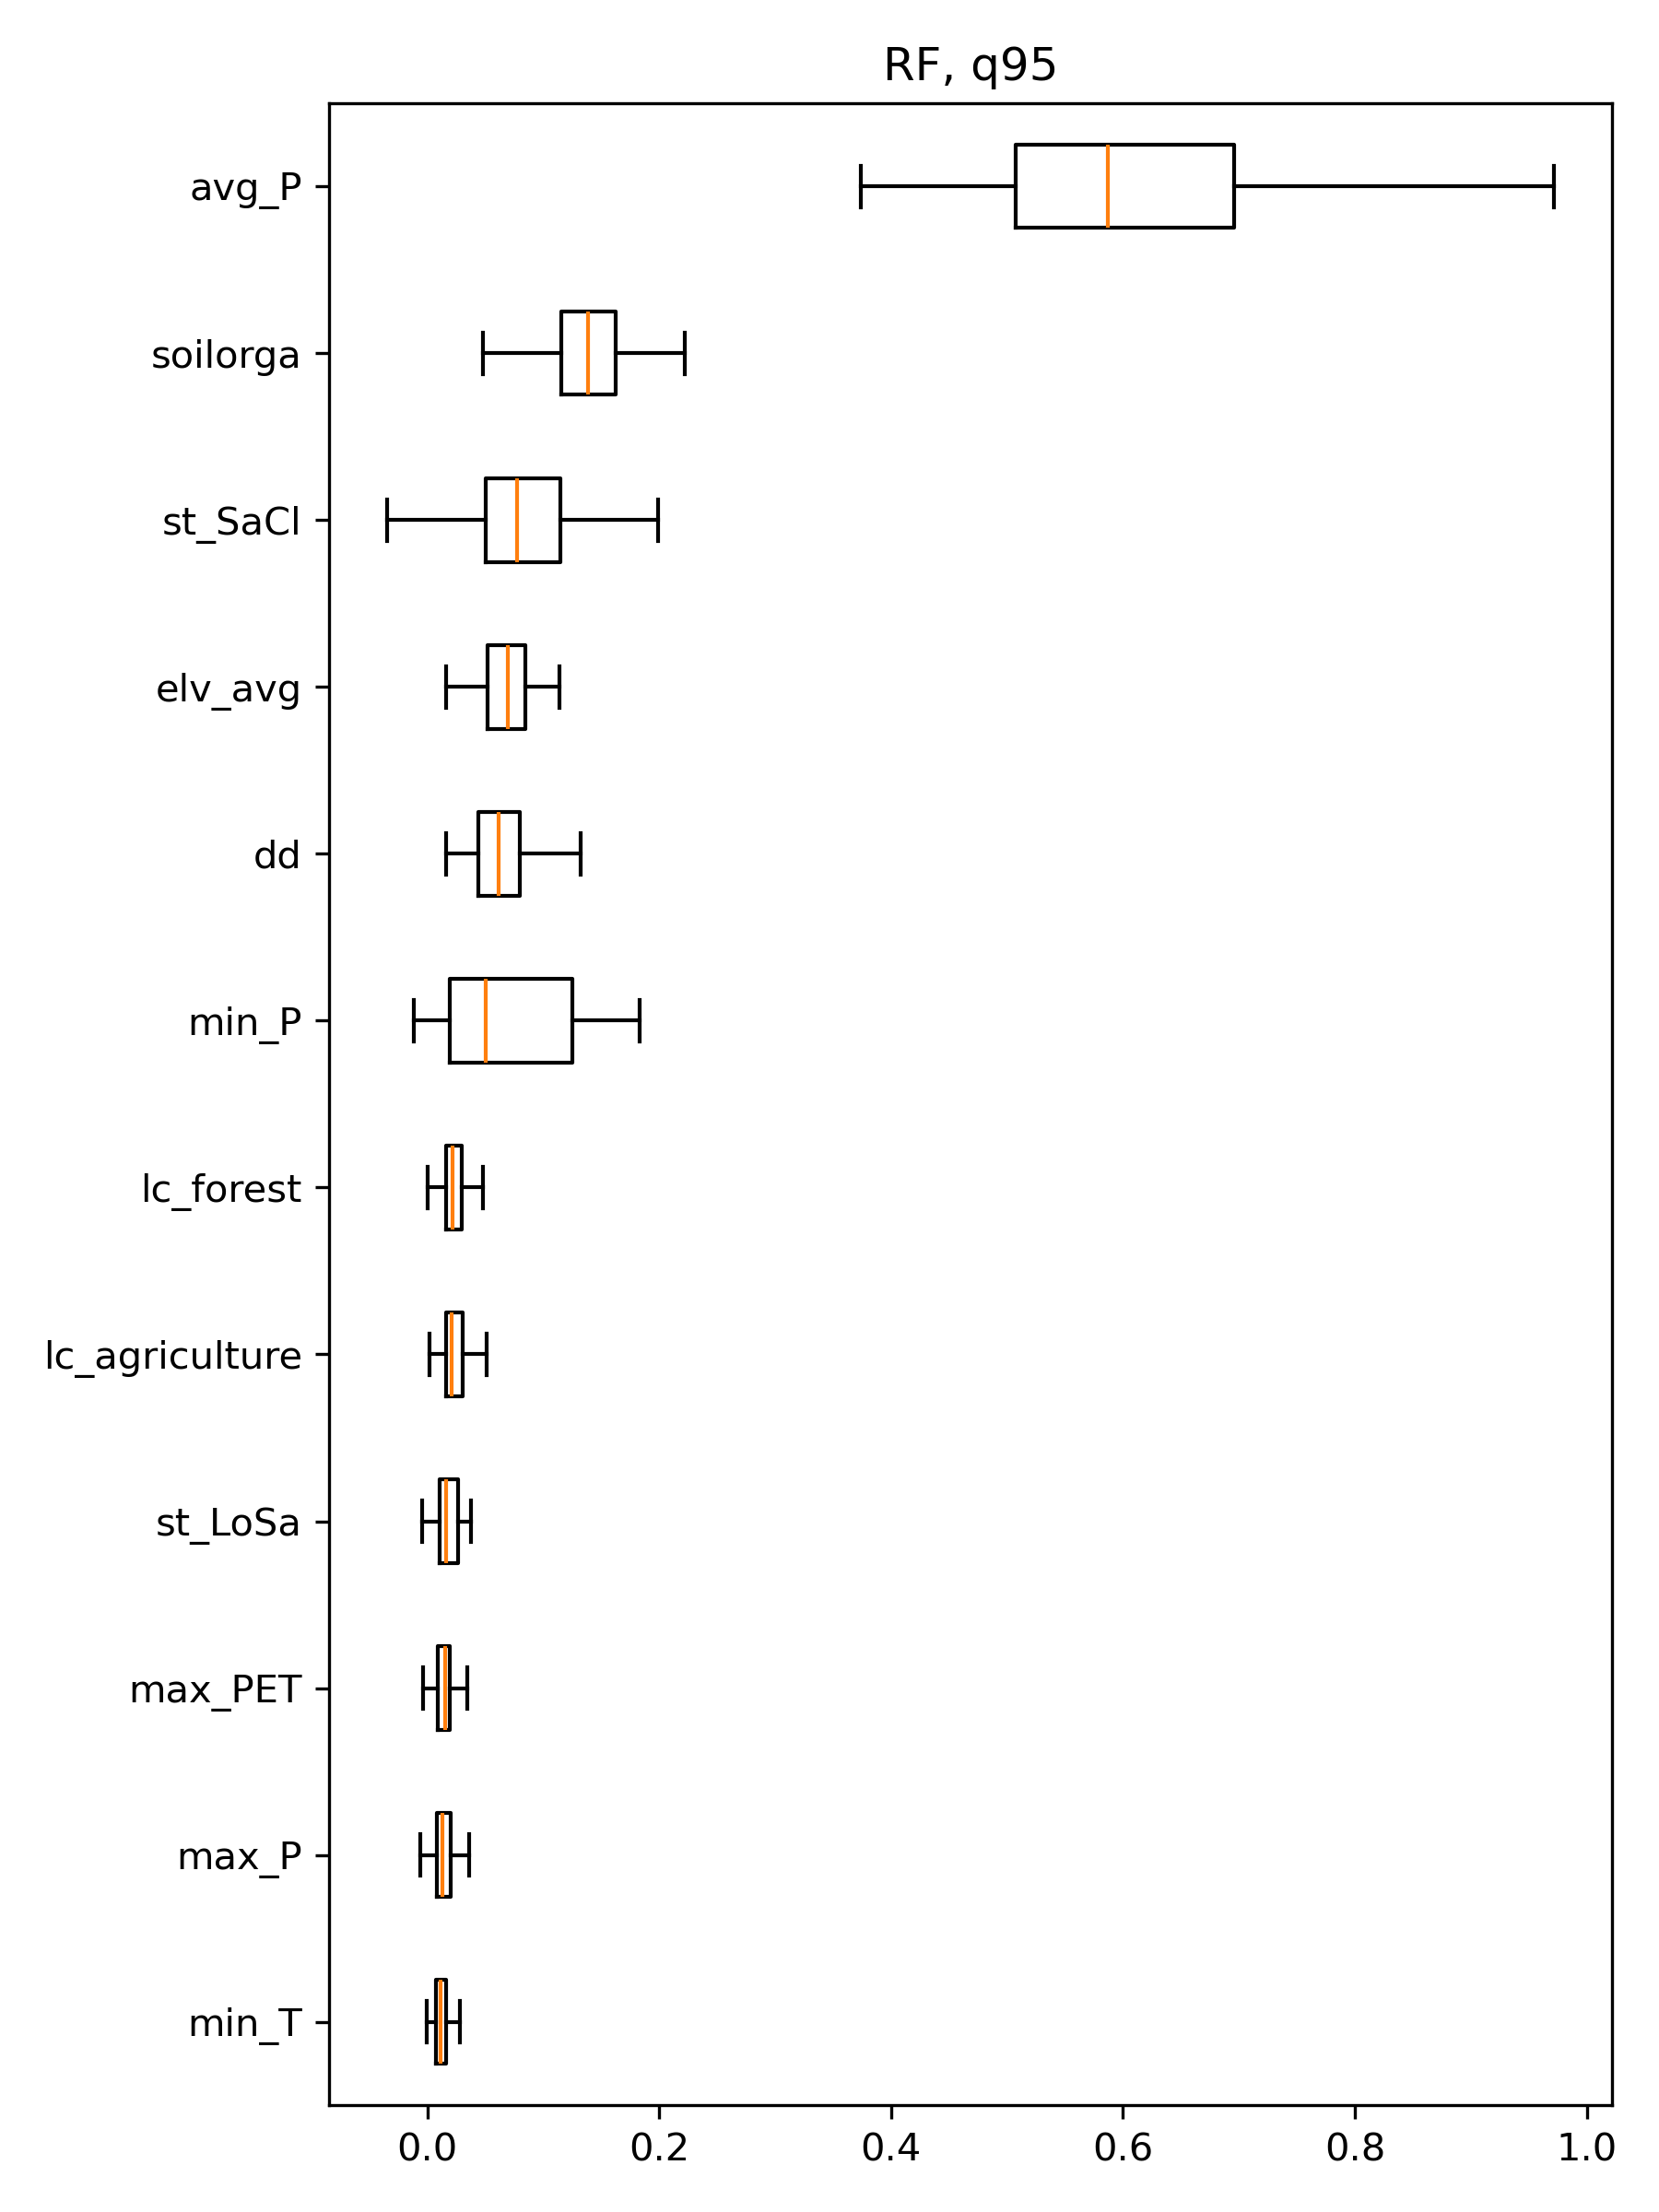 RF, q95
avg_P
soilorga
st_SaCl
elv_avg
dd
min_P
lc_forest
lc_agriculture
st_LoSa
max_PET
max_P
min_T
0.0 0.2 0.4 0.6 0.8 1.0